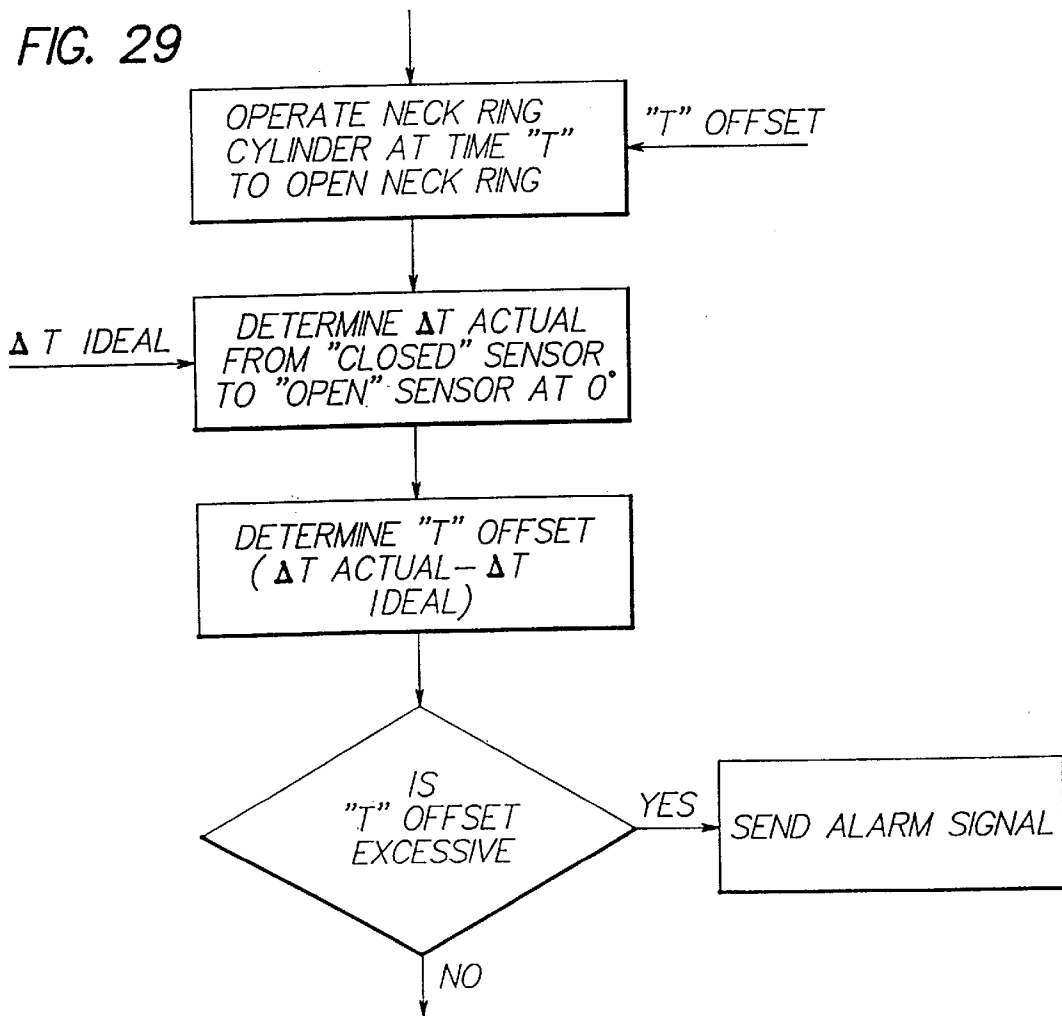 FIG. 29
OPERATE NECK RING
CYLINDER AT TIME "T"
TO OPEN NECK RING
"T" OFFSET
DETERMINE ΔT ACTUAL
FROM "CLOSED" SENSOR
TO "OPEN" SENSOR AT 0°
Δ T IDEAL
DETERMINE "T" OFFSET
(ΔT ACTUAL-ΔT
IDEAL)
IS
"T" OFFSET
EXCESSIVE
YES
SEND ALARM SIGNAL
NO